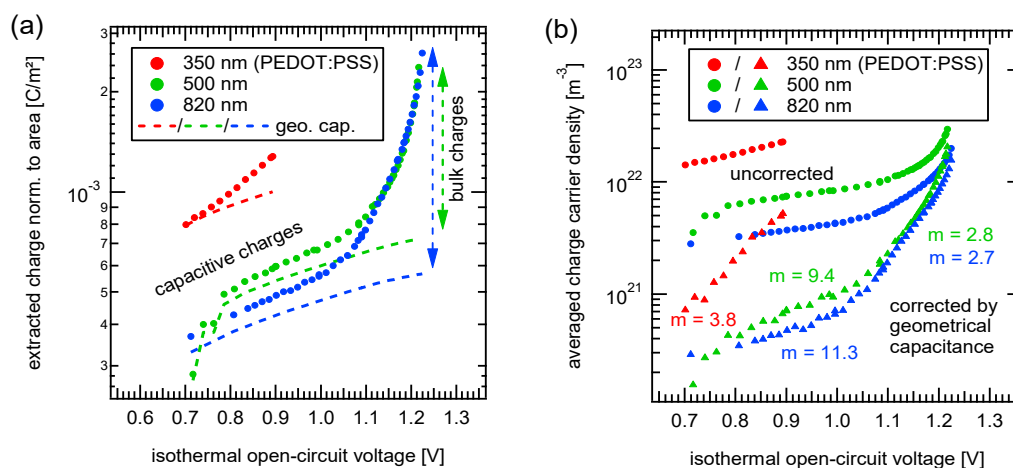 (a)
extracted charge norm. to area [C/m²]
3
2
10⁻³
9
8
7
6
5
4
3
350 nm (PEDOT:PSS)
500 nm
820 nm
/ / geo. cap.
bulk charges
capacitive charges
0.6 0.7 0.8 0.9 1.0 1.1 1.2 1.3
isothermal open-circuit voltage [V]
(b)
averaged charge carrier density [m⁻³]
10²³
10²²
10²¹
/ 350 nm (PEDOT:PSS)
/ 500 nm
/ 820 nm
uncorrected
m = 2.8
m = 2.7
m = 9.4
m = 3.8
m = 11.3
corrected by
geometrical
capacitance
0.7 0.8 0.9 1.0 1.1 1.2 1.3
isothermal open-circuit voltage [V]